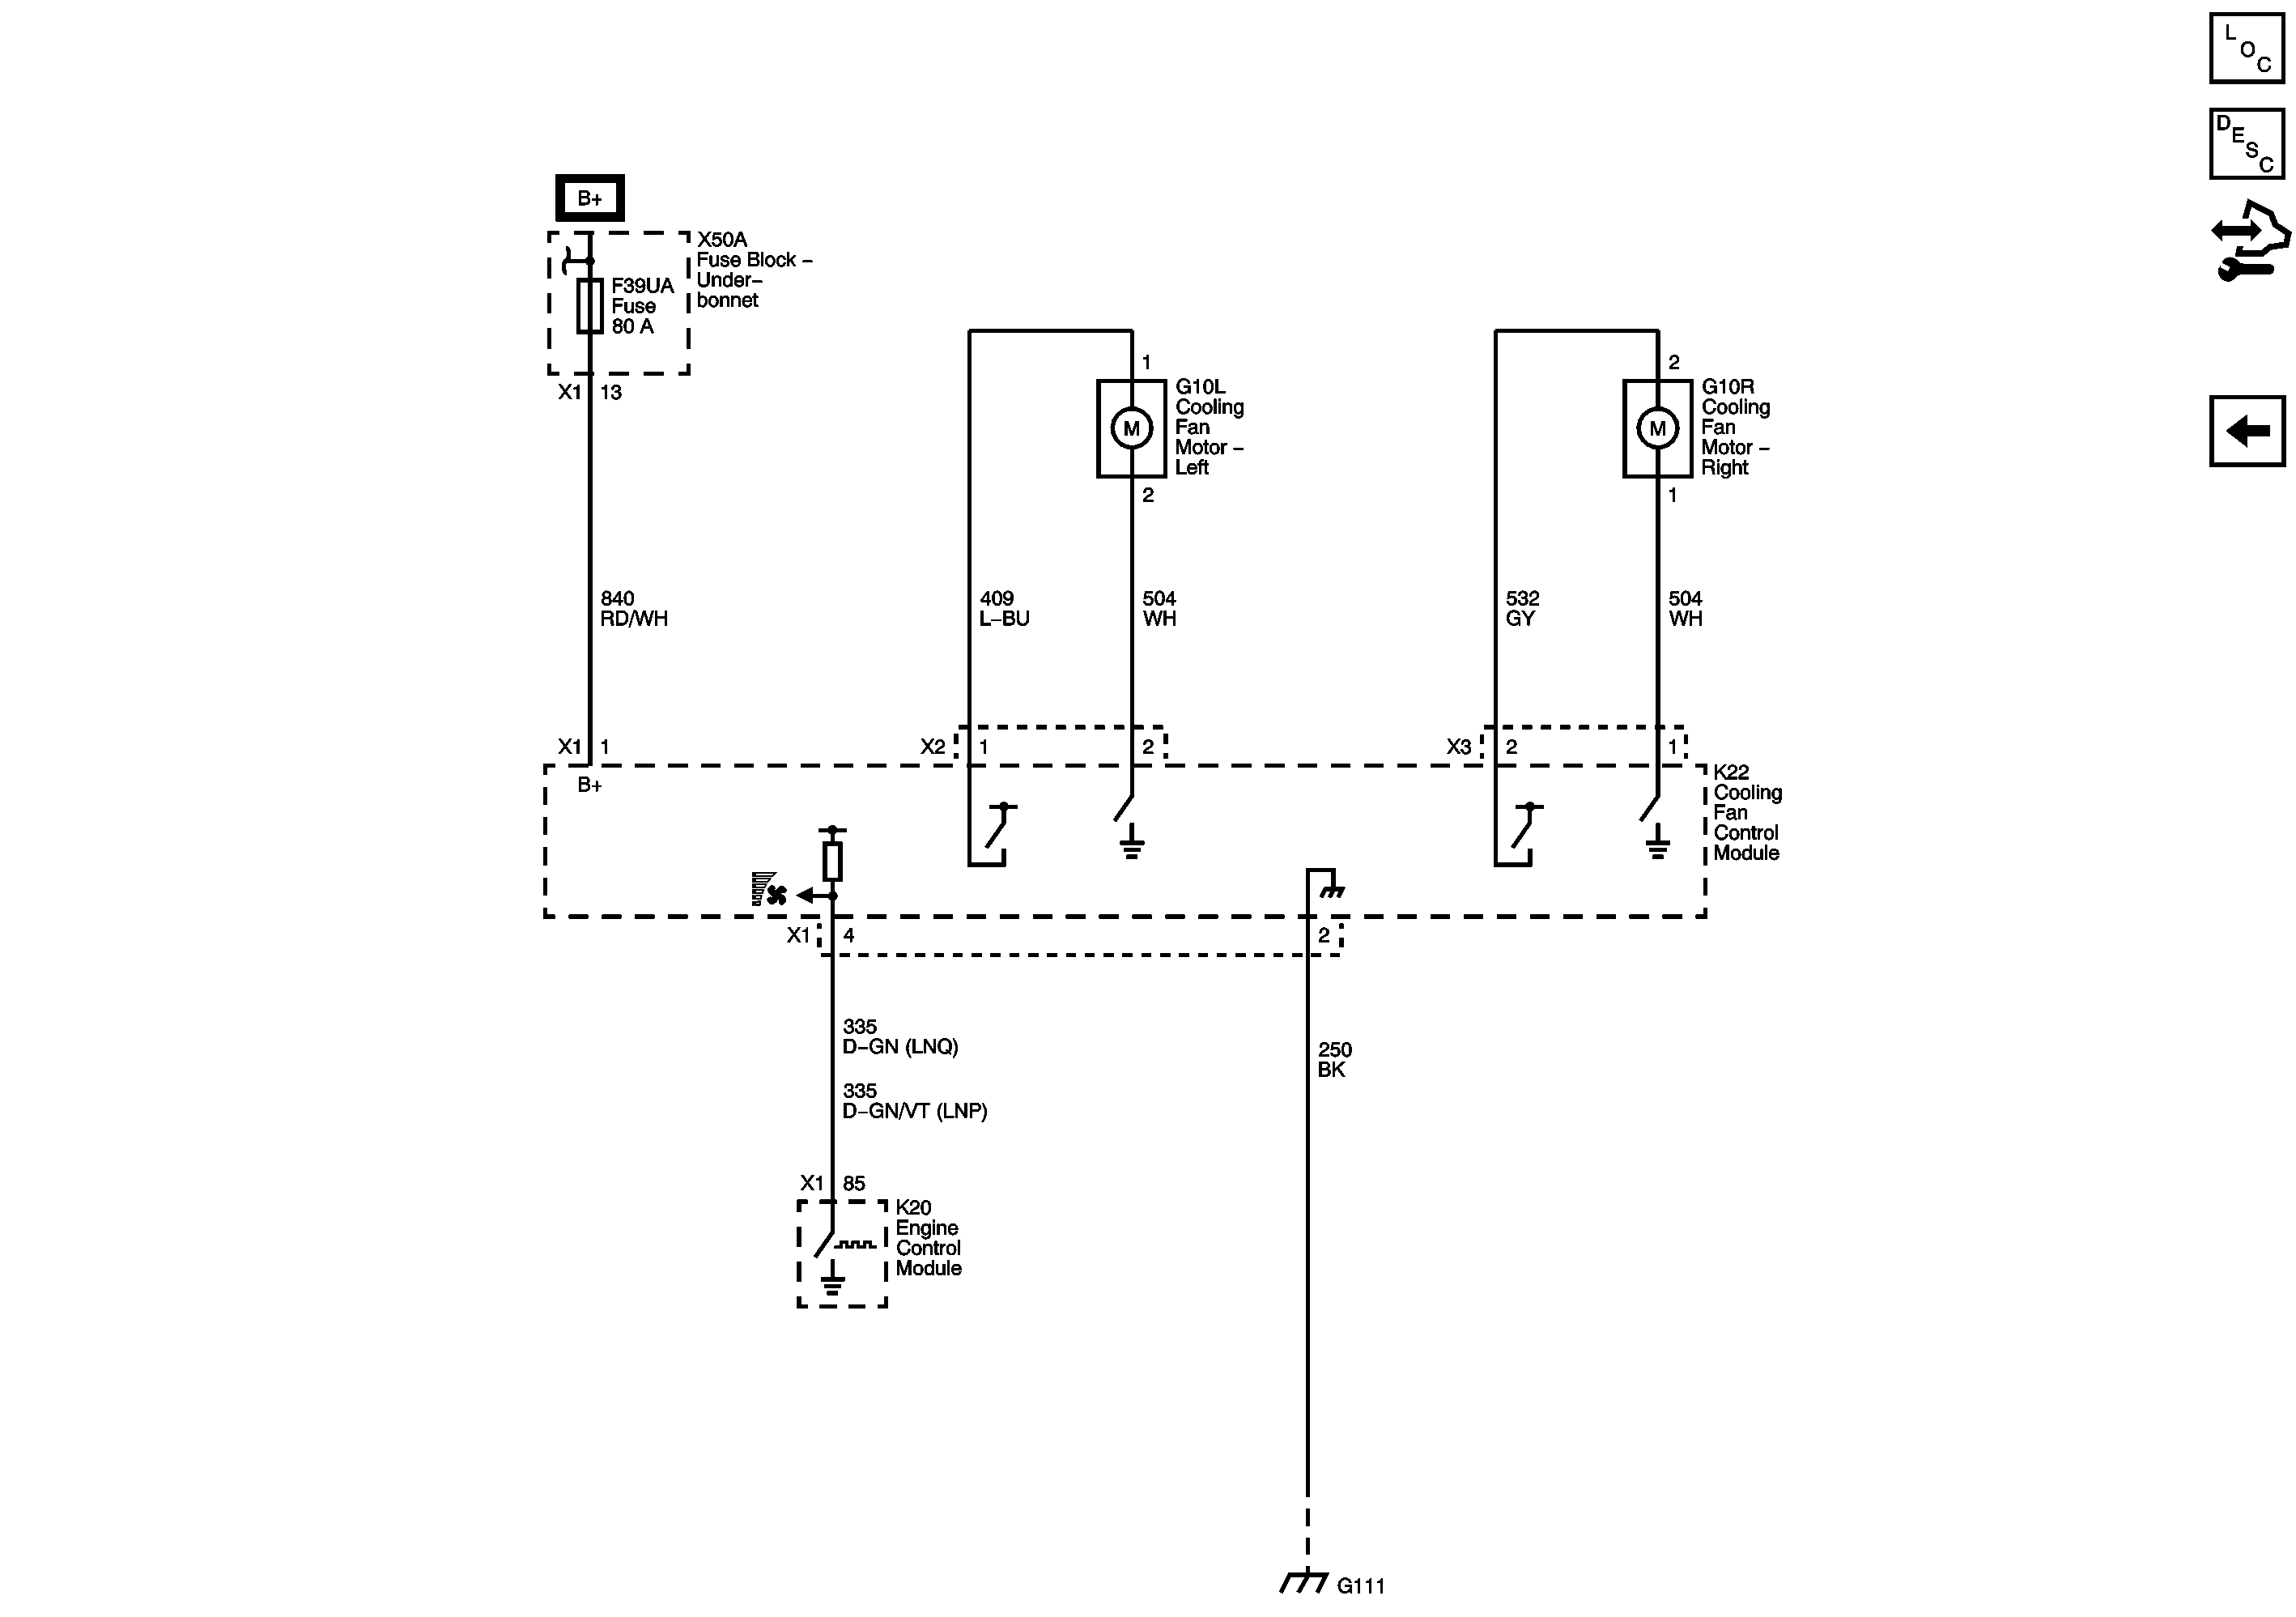 L
O
C
D
E
S
C
B+
X50A
Fuse Block –
Under–
bonnet
F39UA
Fuse
80 A
X1 13
1
G10L
Cooling
Fan
Motor –
Left
M
2
2
G10R
Cooling
Fan
Motor –
Right
M
1
840
RD/WH
409
L–BU
504
WH
532
GY
504
WH
X1 1
X2 1 2
X3 2 1
B+
K22
Cooling
Fan
Control
Module
X1 4 2
335
D–GN (LNQ)
335
D–GN/VT (LNP)
250
BK
X1 85
K20
Engine
Control
Module
G111